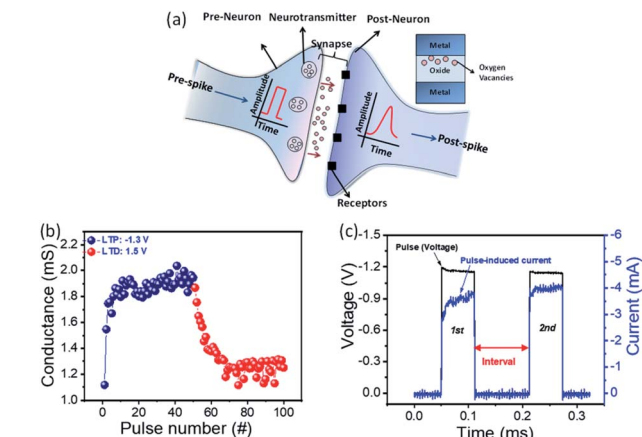 (a)
Pre-Neuron
Neurotransmitter
Post-Neuron
Synapse
Metal
Oxide
Metal
Oxygen
Vacancies
Pre-spike
Amplitude
Time
Amplitude
Time
Post-spike
Receptors
(b)
-LTP: -1.3 V
-LTD: 1.5 V
2.2
2.0
1.8
1.6
1.4
1.2
1.0
Conductance (mS)
0 20 40 60 80 100
Pulse number (#)
(c)
Pulse (Voltage)
Pulse-induced current
1st
2nd
Interval
-1.5
-1.2
-0.9
-0.6
-0.3
0.0
Voltage (V)
-6
-5
-4
-3
-2
-1
0
Current (mA)
0.0 0.1 0.2 0.3
Time (ms)